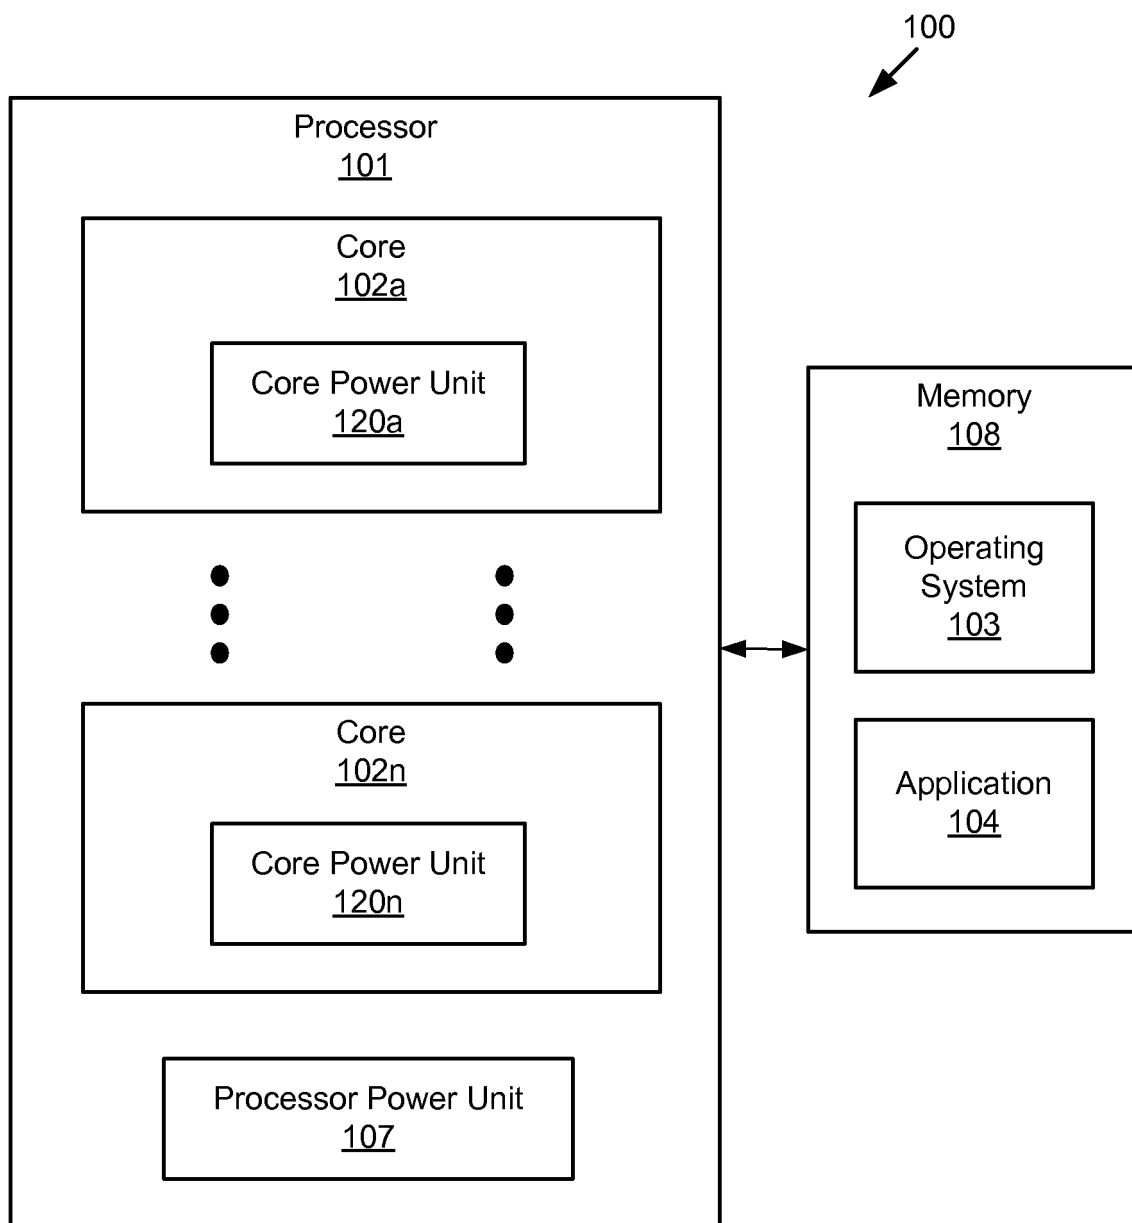 100
Processor
101
Core
102a
Core Power Unit
120a
Core
102n
Core Power Unit
120n
Processor Power Unit
107
Memory
108
Operating
System
103
Application
104